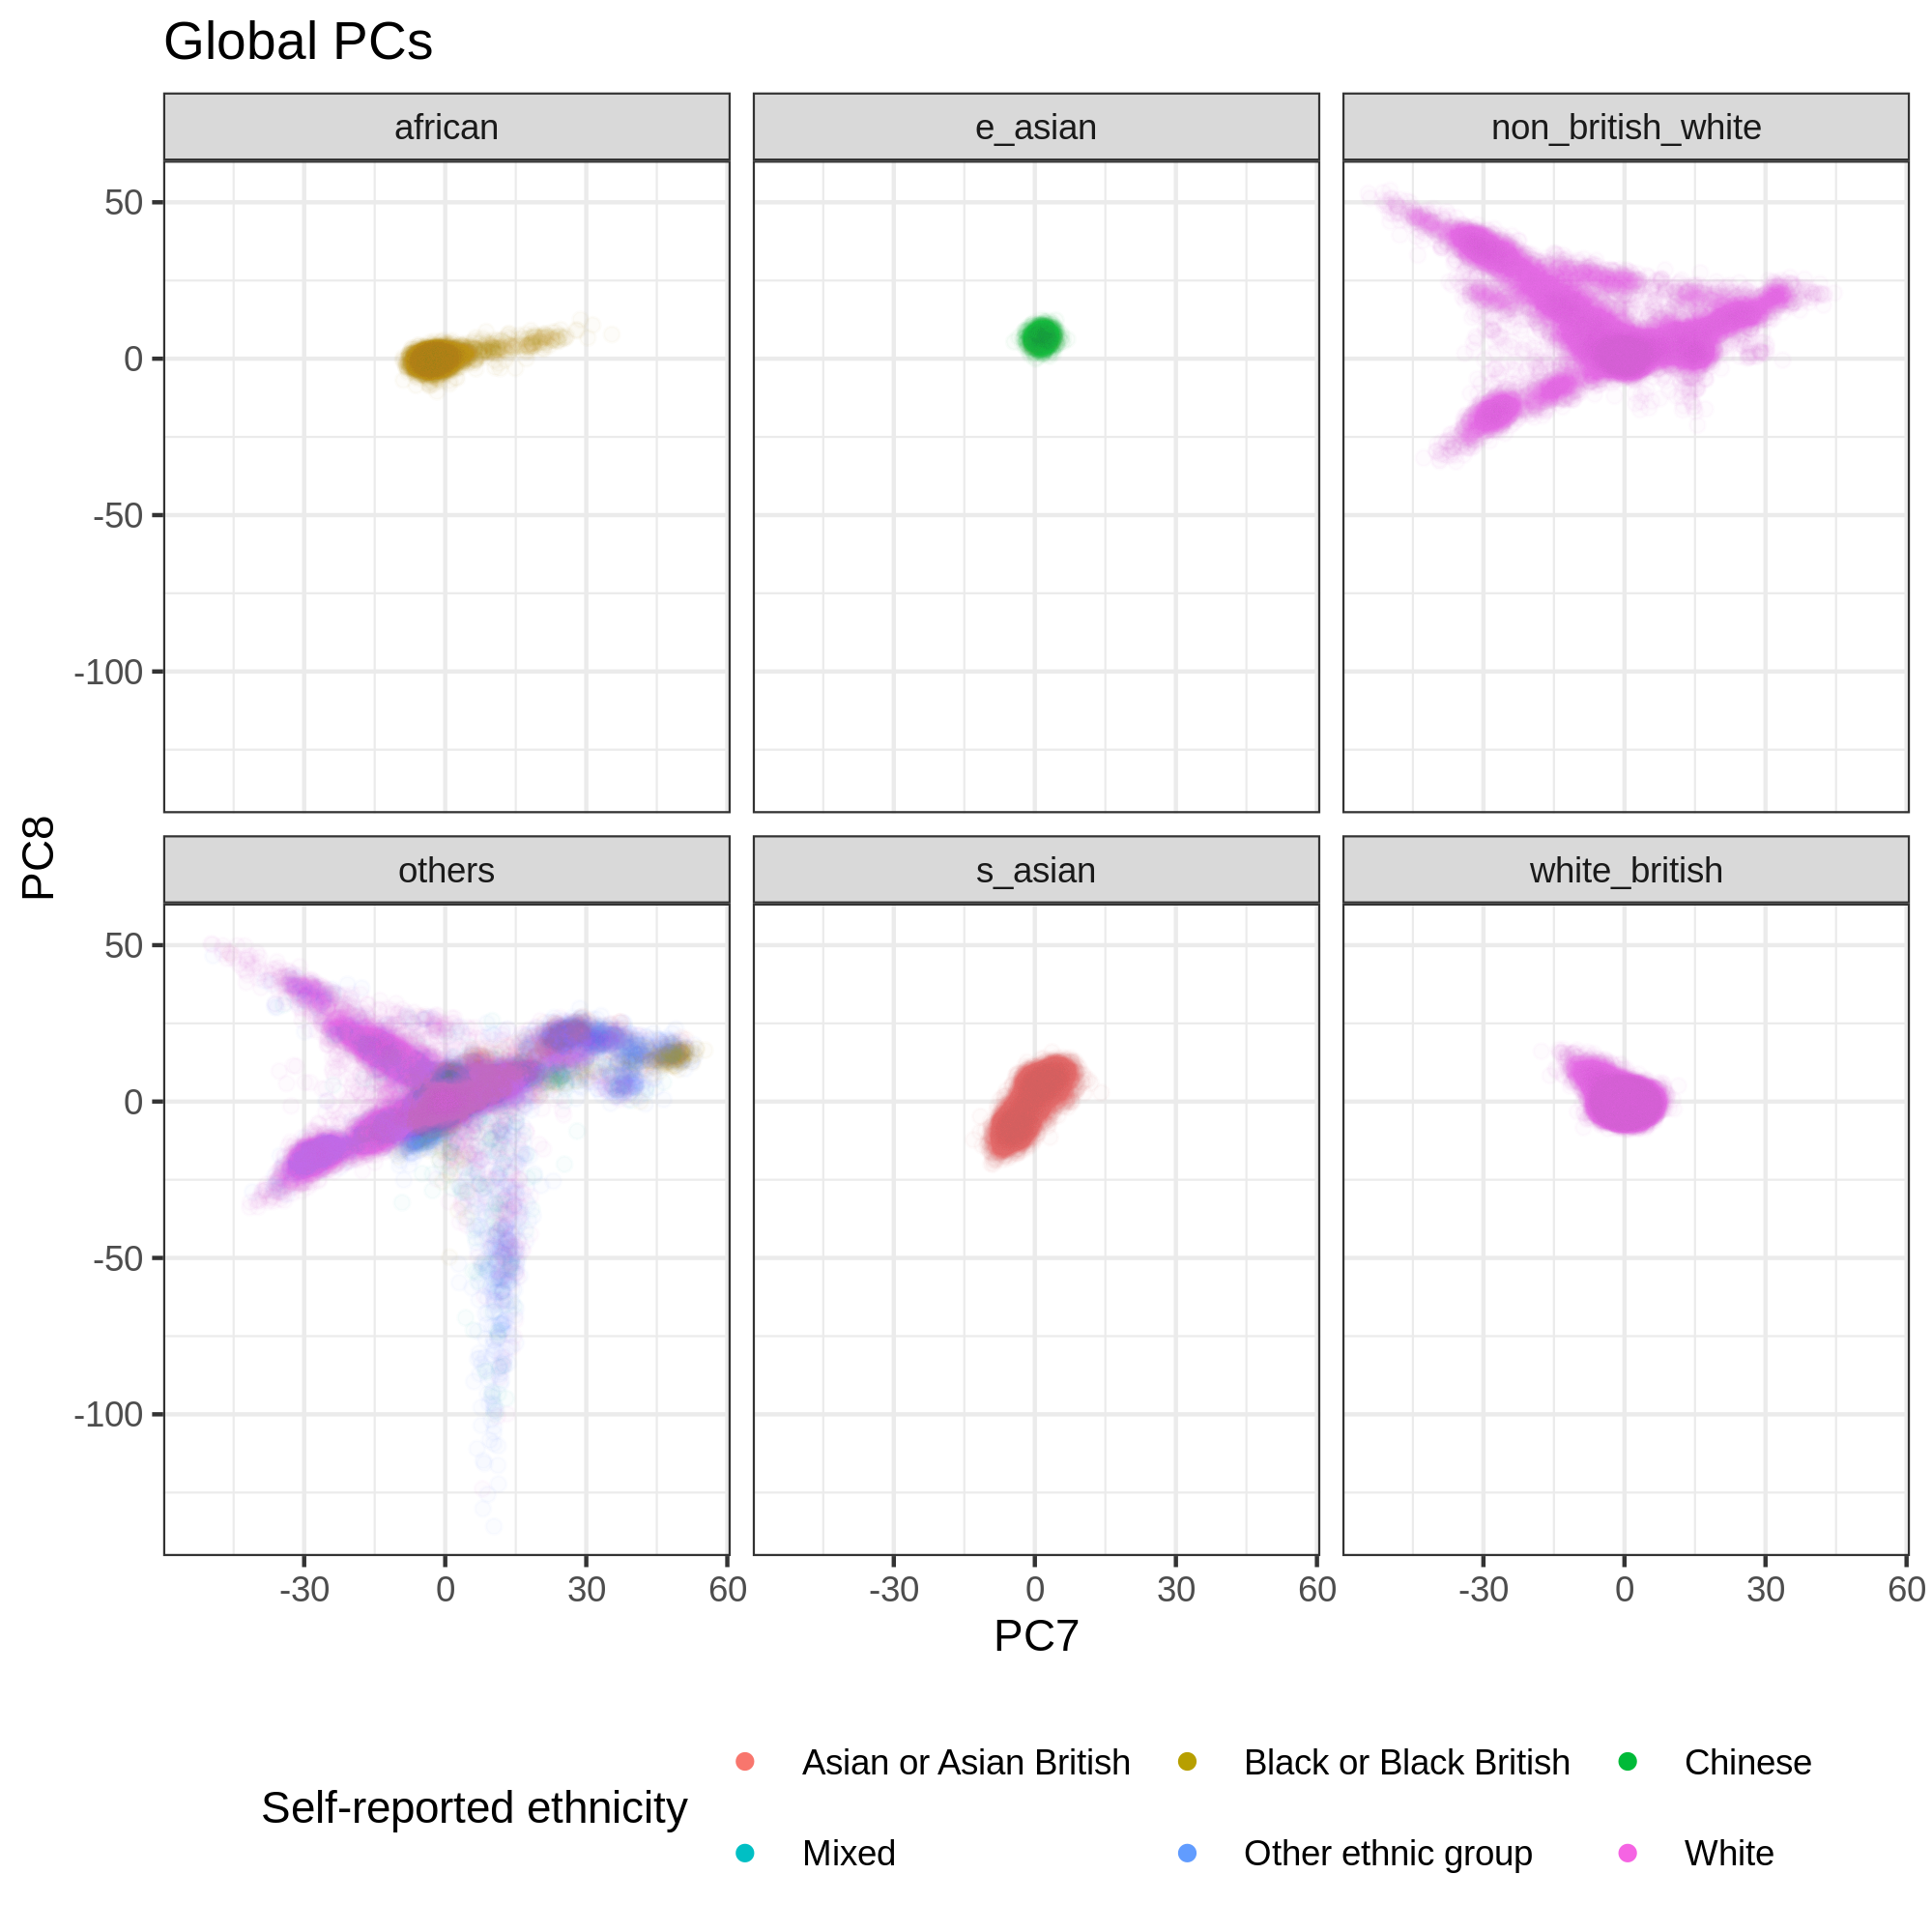 Global PCs
african e_asian non_british_white
50
0
-50
-100
PC8
others s_asian white_british
50
0
-50
-100
-30 0 30 60 -30 0 30 60 -30 0 30 60
PC7
Self-reported ethnicity
Asian or Asian British Black or Black British Chinese
Mixed Other ethnic group White